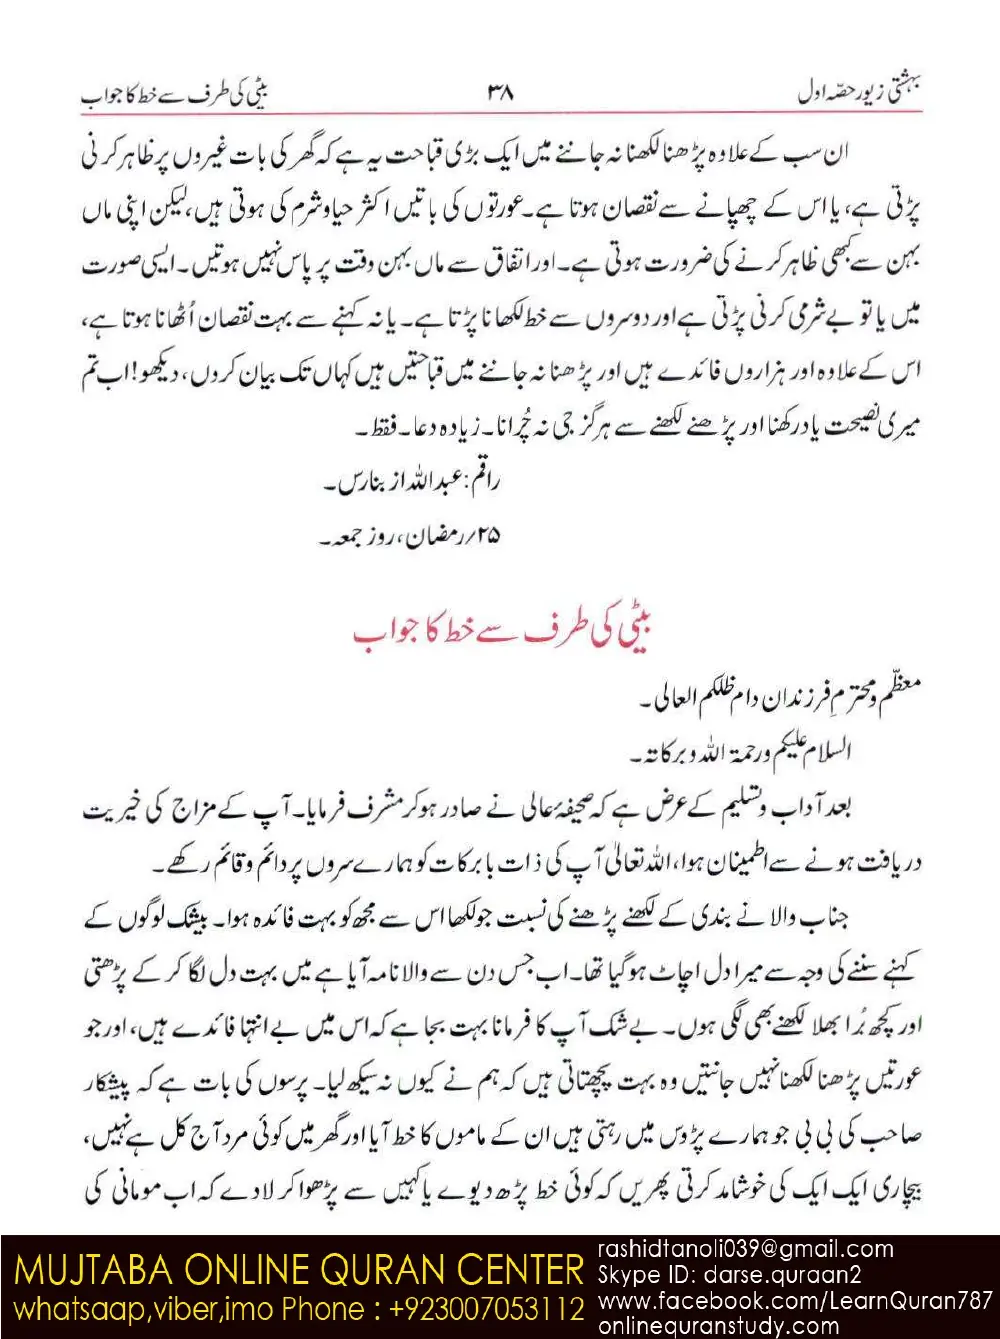 بہشتی زیور حصّہ اول ۳۸ بیٹی کی طرف سے خط کا جواب
ان سب کے علاوہ پڑھنا لکھنا نہ جاننے میں ایک بڑی قباحت یہ ہے کہ گھر کی بات غیروں پر ظاہر کرنی
پڑتی ہے، یا اس کے چھپانے سے نقصان ہوتا ہے۔ عورتوں کی باتیں اکثر حیا و شرم کی ہوتی ہیں، لیکن اپنی ماں
بہن سے کبھی ظاہر کرنے کی ضرورت ہوتی ہے۔ اور اتفاق سے ماں بہن وقت پر پاس نہیں ہوتیں۔ ایسی صورت
میں یا تو بے شرمی کرنی پڑتی ہے اور دوسروں سے خط لکھانا پڑتا ہے۔ یا نہ کہنے سے بہت نقصان اُٹھانا ہوتا ہے،
اس کے علاوہ اور ہزاروں فائدے ہیں اور پڑھنا نہ جاننے میں قباحتیں ہیں کہاں تک بیان کردوں، دیکھو! اب تم
میری نصیحت یاد رکھنا اور پڑھنے لکھنے سے ہرگز جی نہ چُرانا۔ زیادہ دعا۔ فقط۔
راقم: عبداللہ از بنارس۔
۲۵/رمضان، روز جمعہ۔
بیٹی کی طرف سے خط کا جواب
معظّم و محترمِ فرزندان دام ظلکم العالی۔
السلام علیکم ورحمۃ اللہ وبرکاتہ۔
بعد آداب و تسلیم کے عرض ہے کہ صحیفۂ عالی نے صادر ہو کر مشرف فرمایا۔ آپ کے مزاج کی خیریت
دریافت ہونے سے اطمینان ہوا، اللہ تعالیٰ آپ کی ذات بابرکات کو ہمارے سروں پر دائم و قائم رکھے۔
جناب والا نے بندی کے لکھنے پڑھنے کی نسبت جو لکھا اس سے مجھ کو بہت فائدہ ہوا۔ بیشک لوگوں کے
کہنے سننے کی وجہ سے میرا دل اچاٹ ہو گیا تھا۔ اب جس دن سے والا نامہ آیا ہے میں بہت دل لگا کر کے پڑھتی
اور کچھ بُرا بھلا لکھنے بھی لگی ہوں۔ بے شک آپ کا فرمانا بہت بجا ہے کہ اس میں بے انتہا فائدے ہیں، اور جو
عورتیں پڑھنا لکھنا نہیں جانتیں وہ بہت پچھتاتی ہیں کہ ہم نے کیوں نہ سیکھ لیا۔ پرسوں کی بات ہے کہ پیشکار
صاحب کی بی بی جو ہمارے پڑوس میں رہتی ہیں ان کے ماموں کا خط آیا اور گھر میں کوئی مرد آج کل ہے نہیں،
بیچاری ایک ایک کی خوشامد کرتی پھریں کہ کوئی خط پڑھ دیوے یا کہیں سے پڑھوا کر لادے کہ اب مومانی کی
MUJTABA ONLINE QURAN CENTER
whatsaap,viber,imo Phone : +923007053112
rashidtanoli039@gmail.com
Skype ID: darse.quraan2
www.facebook.com/LearnQuran787
onlinequranstudy.com